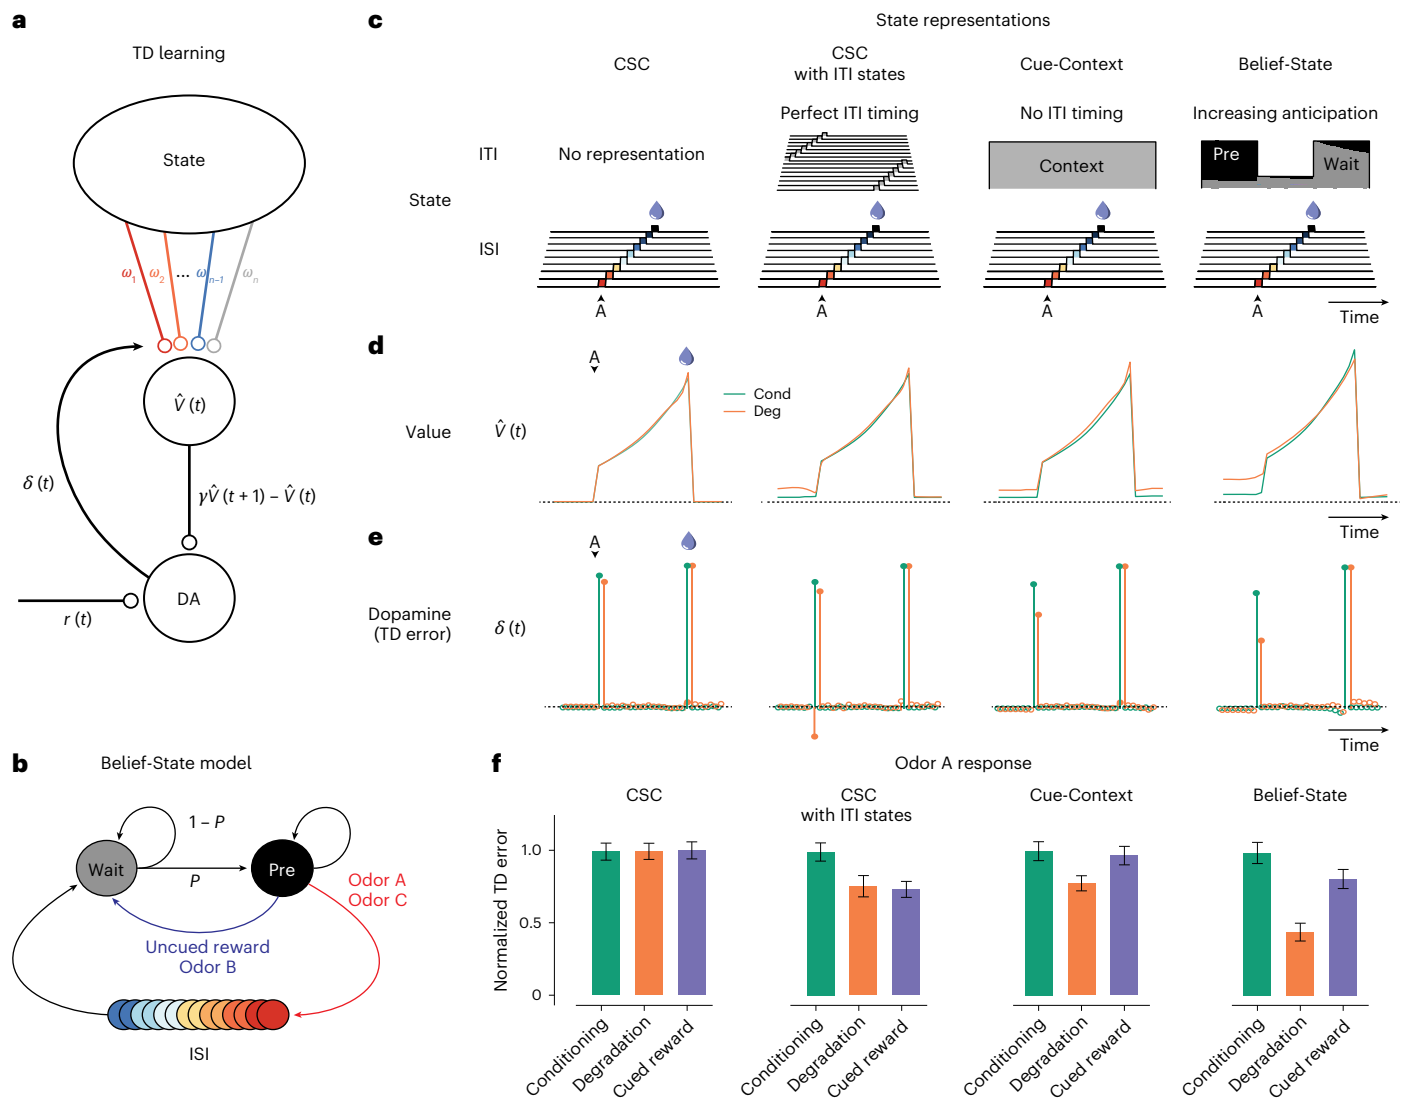 a
TD learning
State
ω1
ω2
...
ωn–1
ωn
V̂ (t)
δ (t)
γV̂ (t + 1) – V̂ (t)
DA
r (t)
b
Belief-State model
1 – P
Wait
Pre
P
Odor A
Odor C
Uncued reward
Odor B
ISI
c
State representations
CSC
CSC
with ITI states
Cue-Context
Belief-State
Perfect ITI timing
No ITI timing
Increasing anticipation
ITI
No representation
Context
Pre
Wait
State
ISI
A
A
A
A
Time
d
A
Cond
Deg
Value
V̂ (t)
Time
e
A
Dopamine
(TD error)
δ (t)
Time
f
Odor A response
CSC
CSC
with ITI states
Cue-Context
Belief-State
Normalized TD error
1.0
0.5
0
Conditioning
Degradation
Cued reward
Conditioning
Degradation
Cued reward
Conditioning
Degradation
Cued reward
Conditioning
Degradation
Cued reward